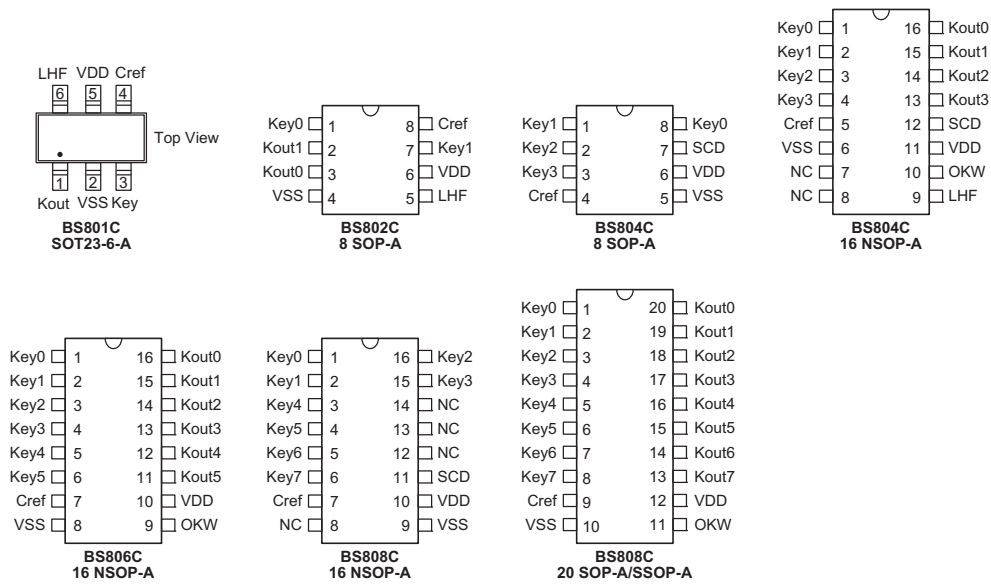 LHF VDD Cref
6 5 4
Top View
1 2 3
Kout VSS Key
BS801C
SOT23-6-A
Key0 1 8 Cref
Kout1 2 7 Key1
Kout0 3 6 VDD
VSS 4 5 LHF
BS802C
8 SOP-A
Key1 1 8 Key0
Key2 2 7 SCD
Key3 3 6 VDD
Cref 4 5 VSS
BS804C
8 SOP-A
Key0 1 16 Kout0
Key1 2 15 Kout1
Key2 3 14 Kout2
Key3 4 13 Kout3
Cref 5 12 SCD
VSS 6 11 VDD
NC 7 10 OKW
NC 8 9 LHF
BS804C
16 NSOP-A
Key0 1 16 Kout0
Key1 2 15 Kout1
Key2 3 14 Kout2
Key3 4 13 Kout3
Key4 5 12 Kout4
Key5 6 11 Kout5
Cref 7 10 VDD
VSS 8 9 OKW
BS806C
16 NSOP-A
Key0 1 16 Key2
Key1 2 15 Key3
Key4 3 14 NC
Key5 4 13 NC
Key6 5 12 NC
Key7 6 11 SCD
Cref 7 10 VDD
NC 8 9 VSS
BS808C
16 NSOP-A
Key0 1 20 Kout0
Key1 2 19 Kout1
Key2 3 18 Kout2
Key3 4 17 Kout3
Key4 5 16 Kout4
Key5 6 15 Kout5
Key6 7 14 Kout6
Key7 8 13 Kout7
Cref 9 12 VDD
VSS 10 11 OKW
BS808C
20 SOP-A/SSOP-A